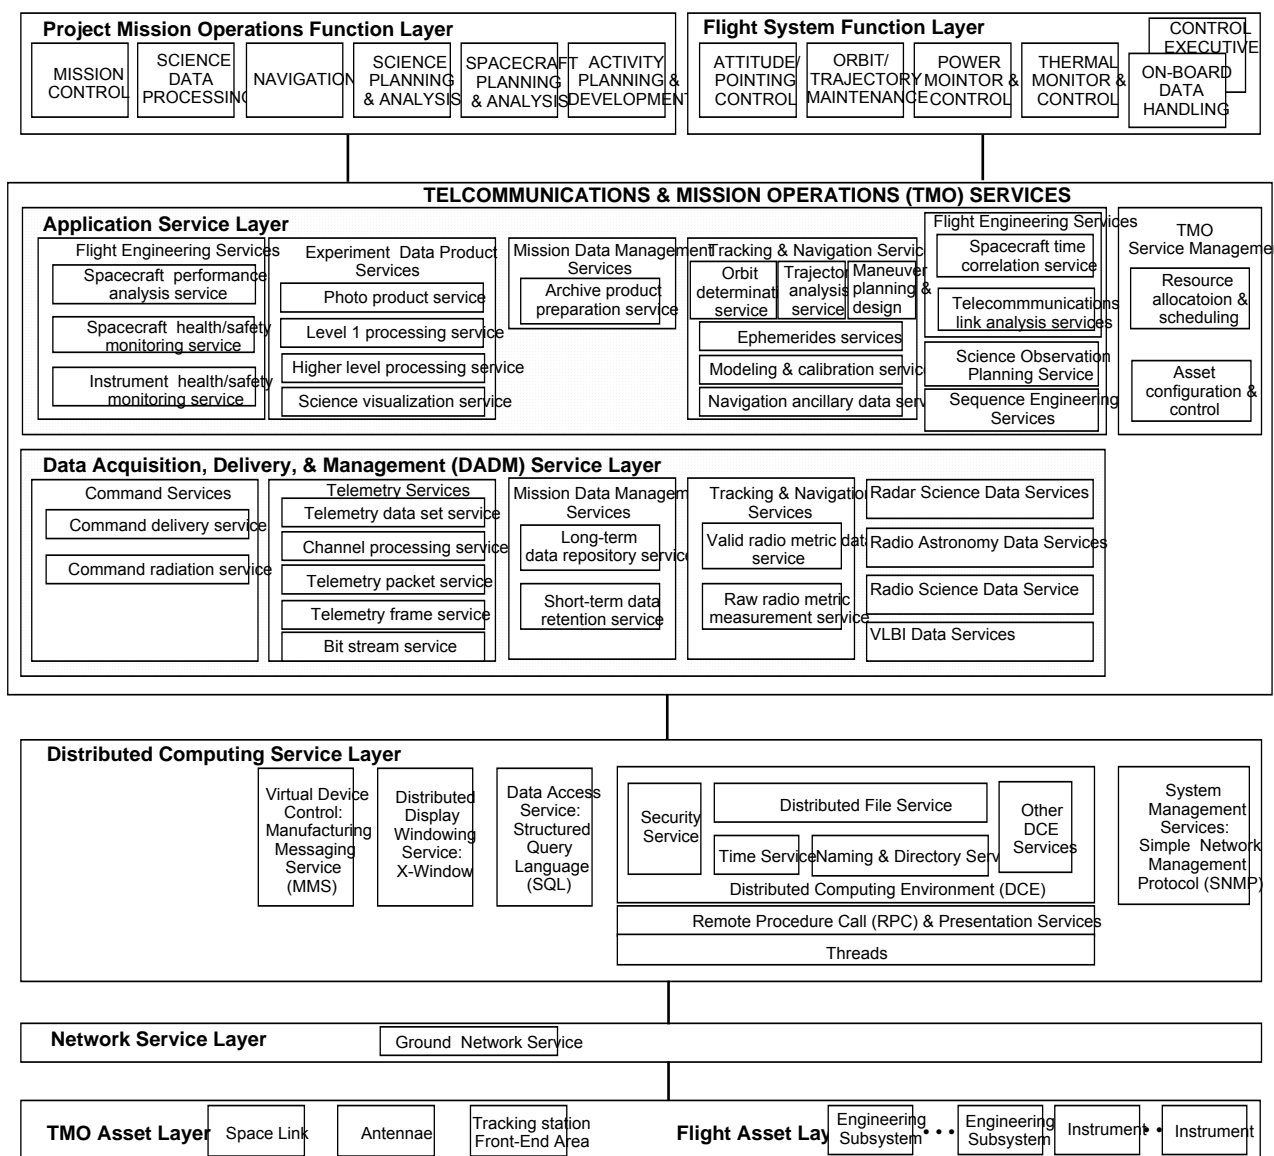 Project Mission Operations Function Layer
MISSION
CONTROL
SCIENCE
DATA
PROCESSING
NAVIGATION
SCIENCE
PLANNING
& ANALYSIS
SPACECRAFT
PLANNING
& ANALYSIS
ACTIVITY
PLANNING &
DEVELOPMENT
Flight System Function Layer
ATTITUDE/
POINTING
CONTROL
ORBIT/
TRAJECTORY
MAINTENANCE
POWER
MOINTOR &
CONTROL
THERMAL
MONITOR &
CONTROL
CONTROL
EXECUTIVE
ON-BOARD
DATA
HANDLING
TELCOMMUNICATIONS & MISSION OPERATIONS (TMO) SERVICES
Application Service Layer
Flight Engineering Services
Spacecraft performance
analysis service
Spacecraft health/safety
monitoring service
Instrument health/safety
monitoring service
Experiment Data Product
Services
Photo product service
Level 1 processing service
Higher level processing service
Science visualization service
Mission Data Management
Services
Archive product
preparation service
Tracking & Navigation Servic
Orbit
determinati
service
Trajector
analysis
service
Maneuver
planning &
design
Ephemerides services
Modeling & calibration servic
Navigation ancillary data serv
Flight Engineering Services
Spacecraft time
correlation service
Telecommmunications
link analysis services
Science Observation
Planning Service
Sequence Engineering
Services
TMO
Service Manageme
Resource
allocatoion &
scheduling
Asset
configuration &
control
Data Acquisition, Delivery, & Management (DADM) Service Layer
Command Services
Command delivery service
Command radiation service
Telemetry Services
Telemetry data set service
Channel processing service
Telemetry packet service
Telemetry frame service
Bit stream service
Mission Data Managem
Services
Long-term
data repository service
Short-term data
retention service
Tracking & Navigation
Services
Valid radio metric data
service
Raw radio metric
measurement service
Radar Science Data Services
Radio Astronomy Data Services
Radio Science Data Service
VLBI Data Services
Distributed Computing Service Layer
Virtual Device
Control:
Manufacturing
Messaging
Service
(MMS)
Distributed
Display
Windowing
Service:
X-Window
Data Access
Service:
Structured
Query
Language
(SQL)
Security
Service
Distributed File Service
Time Service
Naming & Directory Serv
Other
DCE
Services
Distributed Computing Environment (DCE)
Remote Procedure Call (RPC) & Presentation Services
Threads
System
Management
Services:
Simple Network
Management
Protocol (SNMP)
Network Service Layer
Ground Network Service
TMO Asset Layer
Space Link
Antennae
Tracking station
Front-End Area
Flight Asset Lay
Engineering
Subsystem
• • •
Engineering
Subsystem
Instrument
• •
Instrument